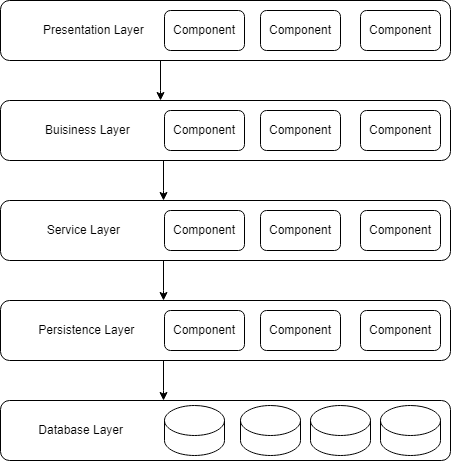 Presentation Layer Component Component Component
Buisiness Layer Component Component Component
Service Layer Component Component Component
Persistence Layer Component Component Component
Database Layer